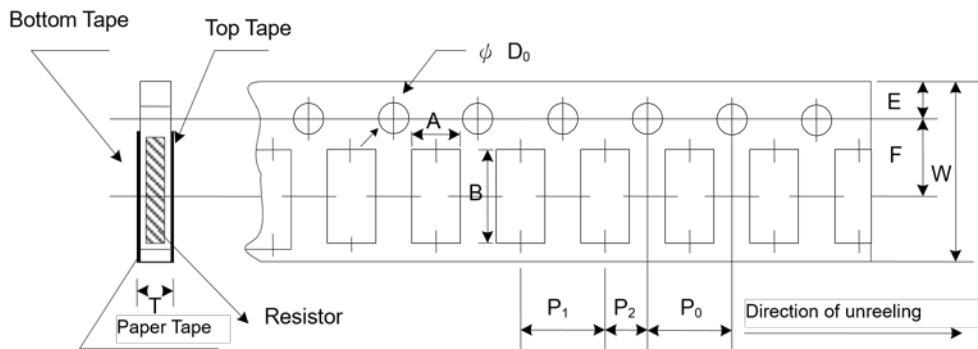 Bottom Tape
Top Tape
ψ D₀
E
A
F
W
B
T
P₁
P₂
P₀
Direction of unreeling
Paper Tape
Resistor